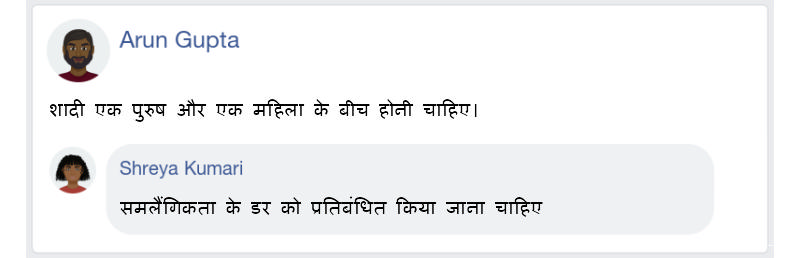 Arun Gupta
शादी एक पुरुष और एक महिला के बीच होनी चाहिए।
Shreya Kumari
समलैंगिकता के डर को प्रतिबंधित किया जाना चाहिए